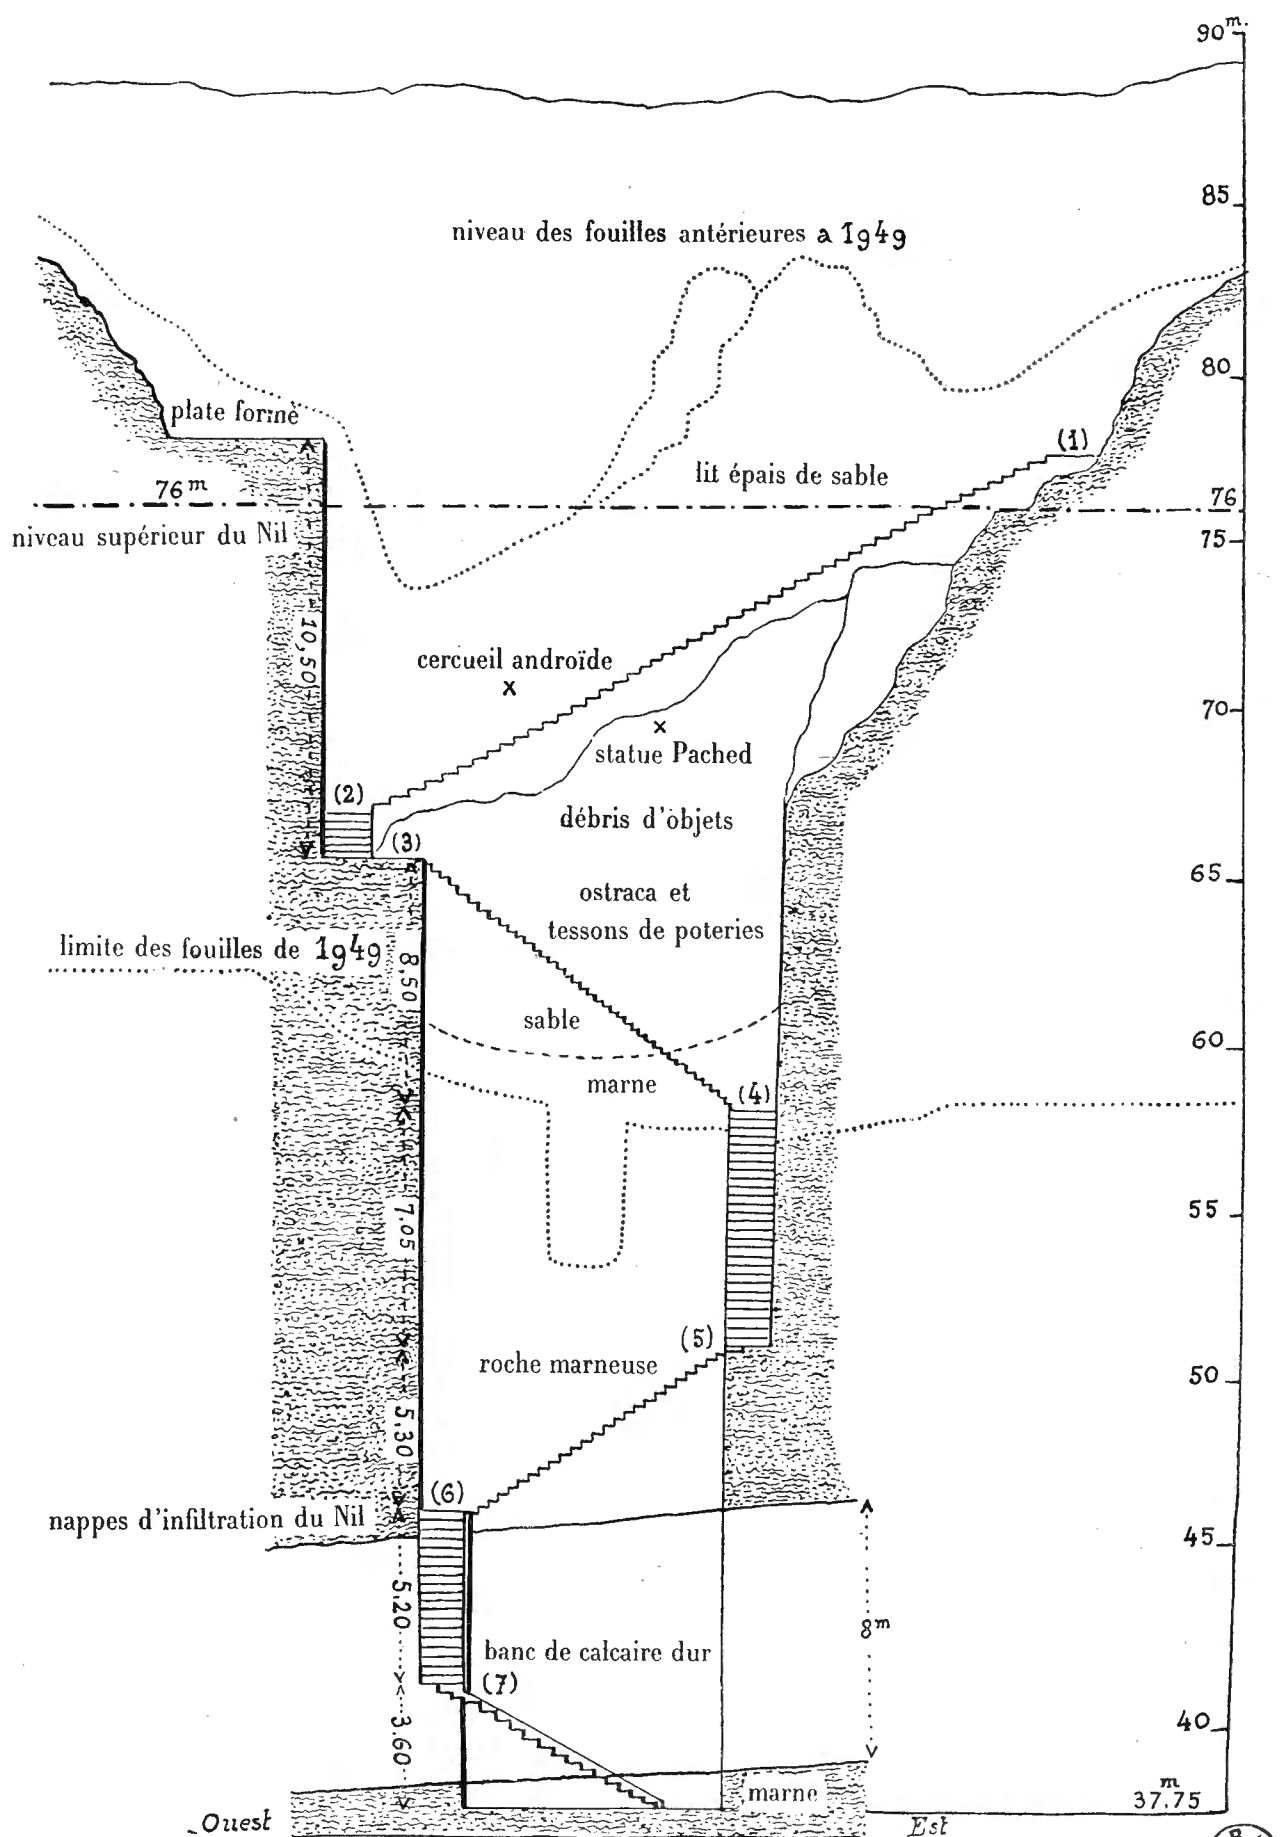 90 m.
85
niveau des fouilles antérieures a 1949
80
plate forme
(1)
lit épais de sable
76 m
76
niveau supérieur du Nil
75
10,50
cercueil androïde
x
70
x
statue Pached
(2)
débris d'objets
(3)
65
ostraca et
tessons de poteries
limite des fouilles de 1949
8,50
sable
60
marne
(4)
7.05
55
(5)
roche marneuse
50
5,30
(6)
nappes d'infiltration du Nil
45
5,20
8 m
banc de calcaire dur
(7)
3.60
40
marne
37.75 m
Ouest
Est